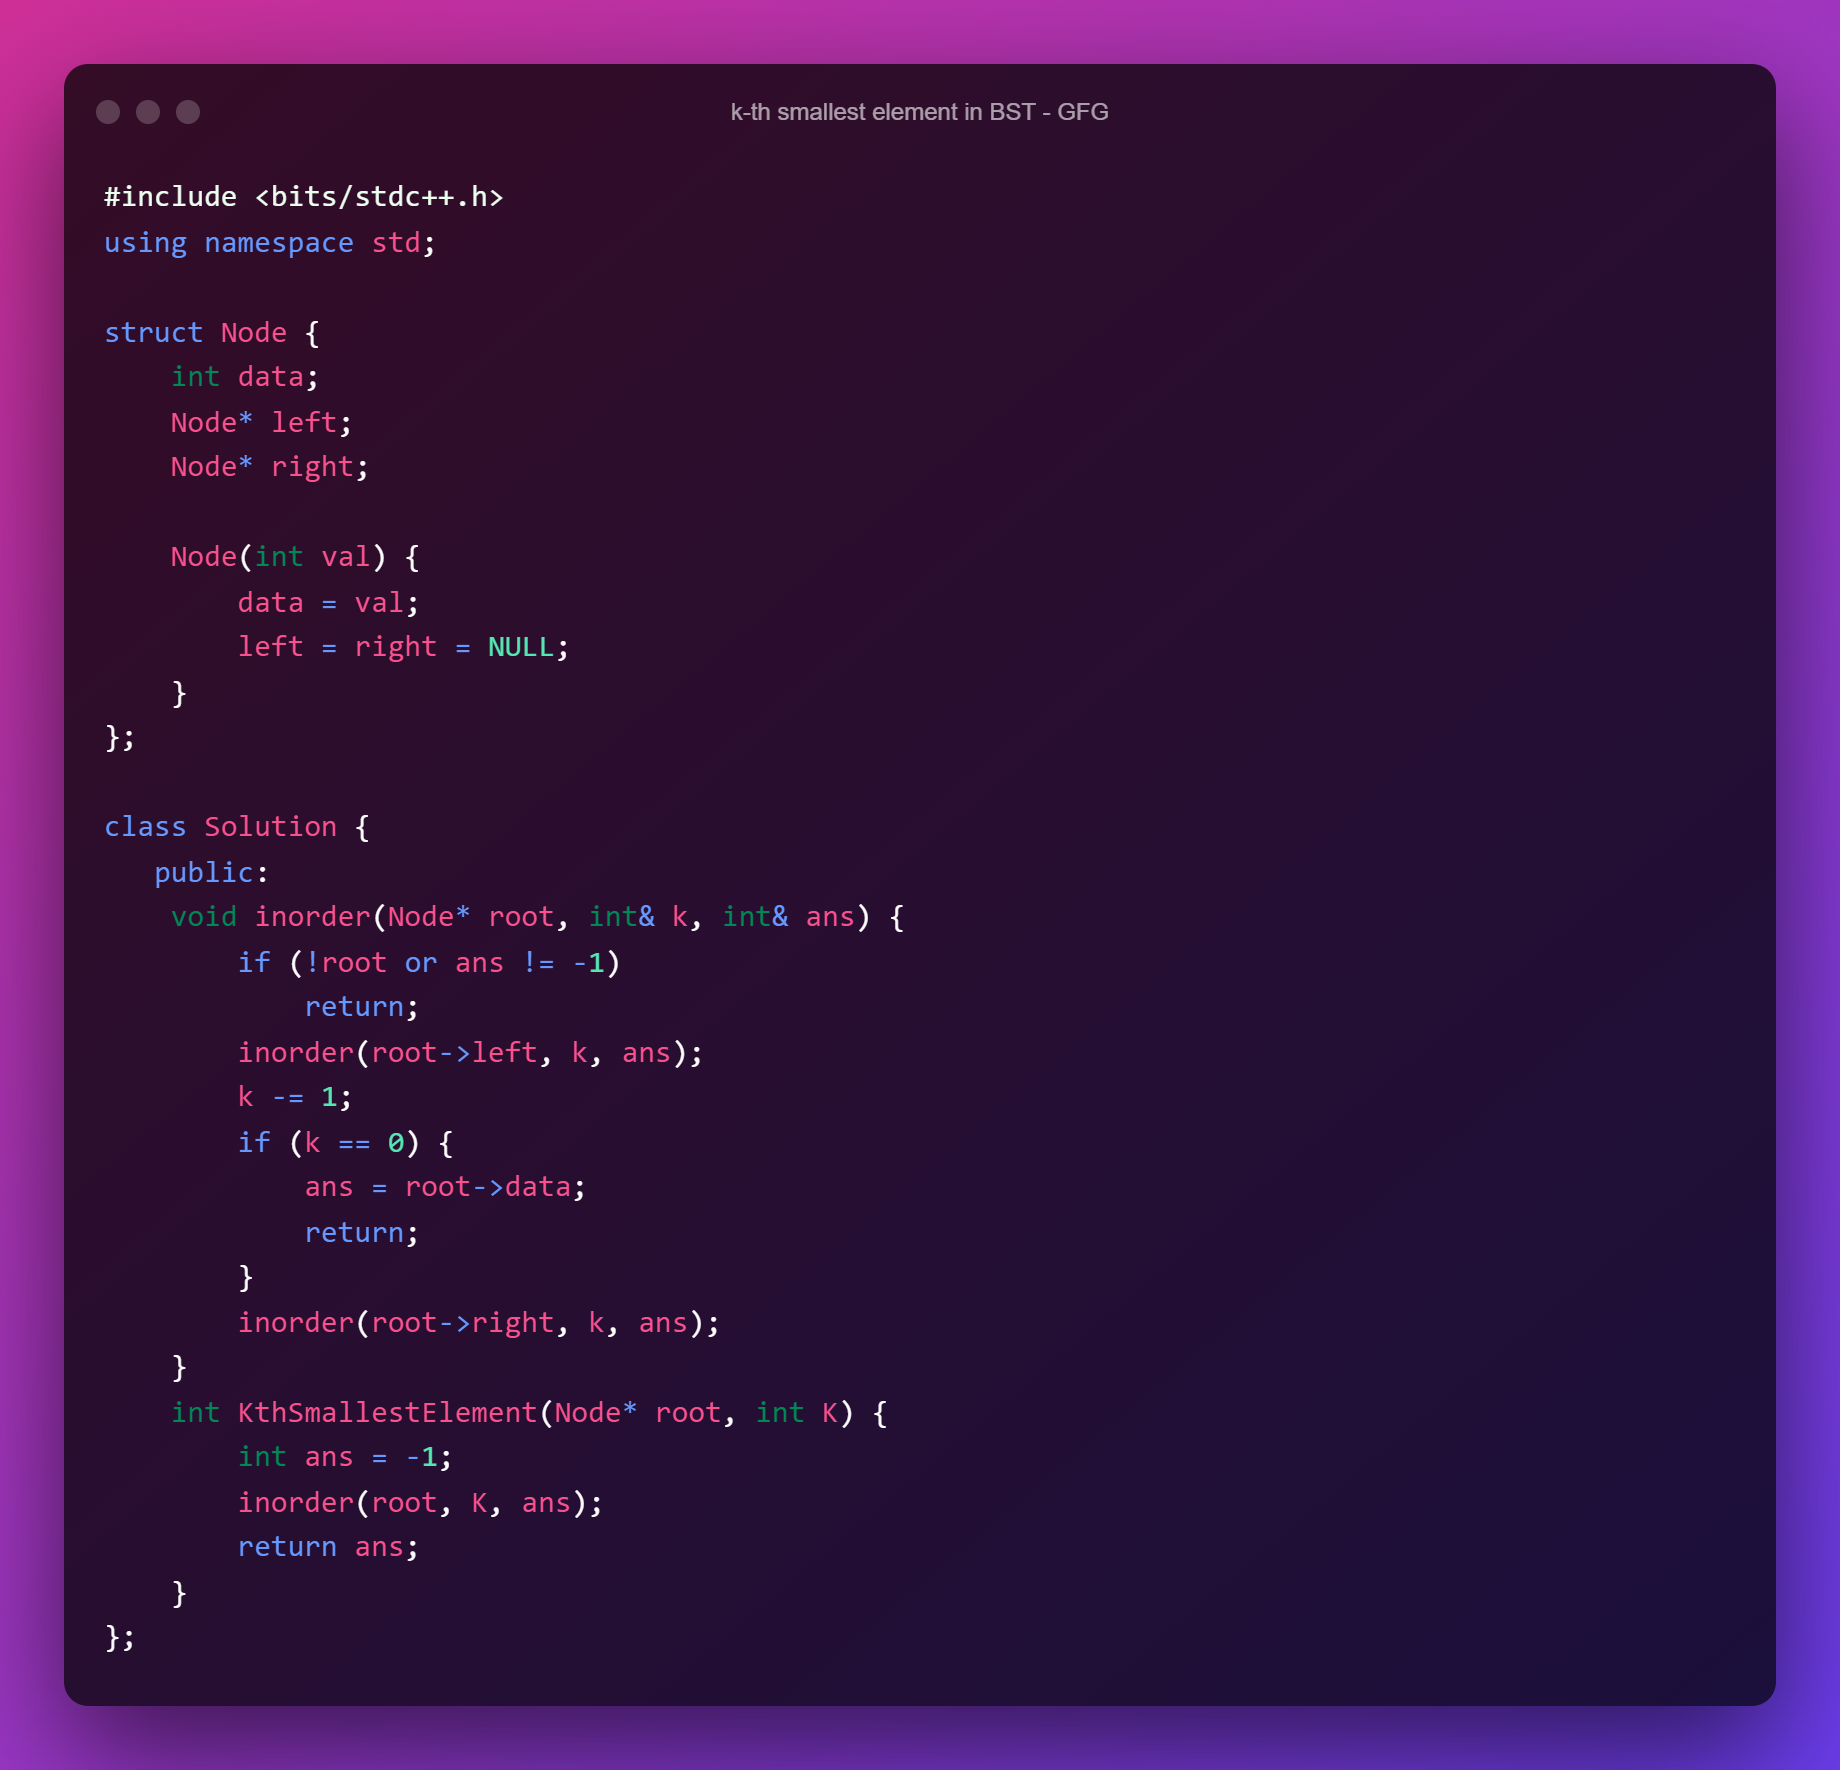 k-th smallest element in BST - GFG
#include <bits/stdc++.h>
using namespace std;
struct Node {
    int data;
    Node* left;
    Node* right;
    Node(int val) {
        data = val;
        left = right = NULL;
    }
};
class Solution {
   public:
    void inorder(Node* root, int& k, int& ans) {
        if (!root or ans != -1)
            return;
        inorder(root->left, k, ans);
        k -= 1;
        if (k == 0) {
            ans = root->data;
            return;
        }
        inorder(root->right, k, ans);
    }
    int KthSmallestElement(Node* root, int K) {
        int ans = -1;
        inorder(root, K, ans);
        return ans;
    }
};